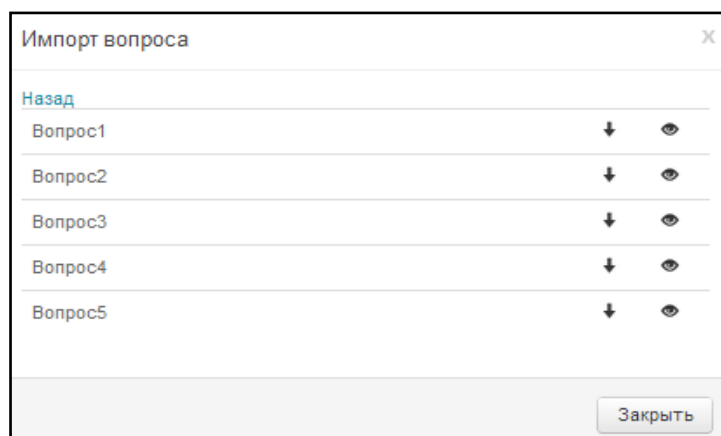 Импорт вопроса
x
Назад
Вопрос1
Вопрос2
Вопрос3
Вопрос4
Вопрос5
Закрыть